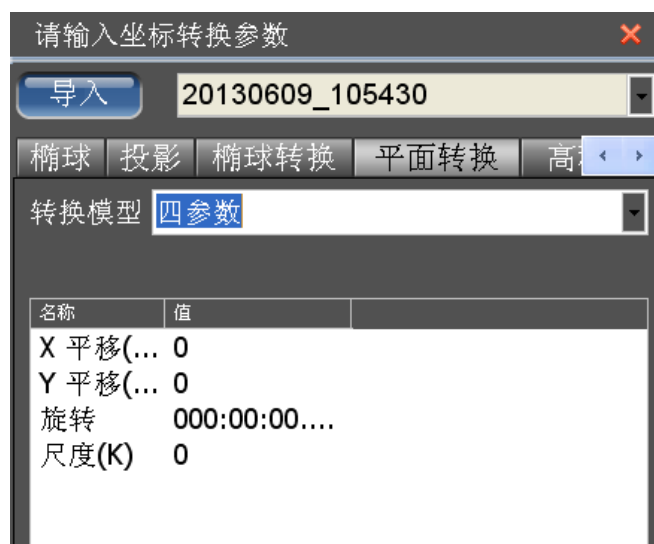 请输入坐标转换参数
导入 20130609_105430
椭球 投影 椭球转换 平面转换 高
转换模型 四参数
名称 值
X 平移(... 0
Y 平移(... 0
旋转 000:00:00....
尺度(K) 0